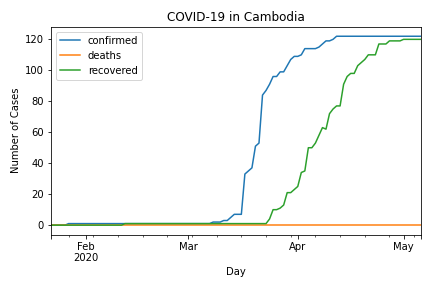 COVID-19 in Cambodia
confirmed
deaths
recovered
Number of Cases
120
100
80
60
40
20
0
Feb
2020
Mar
Apr
May
Day